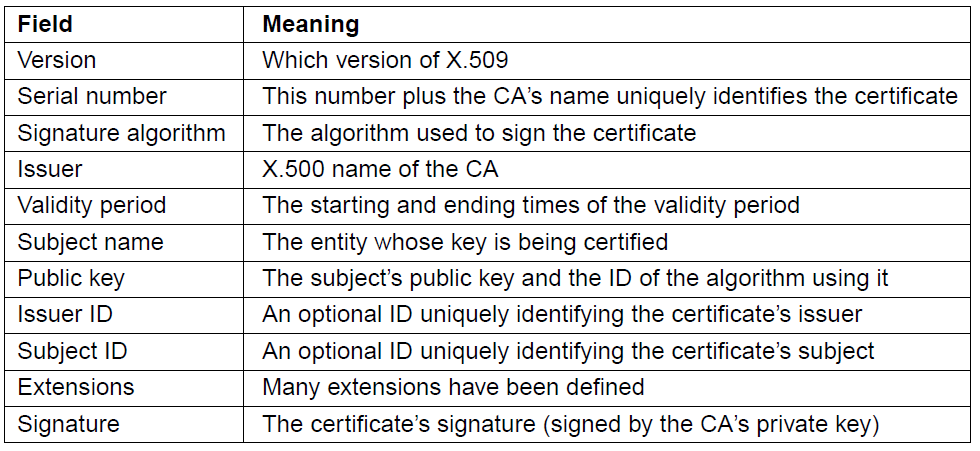 Field Meaning
Version Which version of X.509
Serial number This number plus the CA's name uniquely identifies the certificate
Signature algorithm The algorithm used to sign the certificate
Issuer X.500 name of the CA
Validity period The starting and ending times of the validity period
Subject name The entity whose key is being certified
Public key The subject's public key and the ID of the algorithm using it
Issuer ID An optional ID uniquely identifying the certificate's issuer
Subject ID An optional ID uniquely identifying the certificate's subject
Extensions Many extensions have been defined
Signature The certificate's signature (signed by the CA's private key)